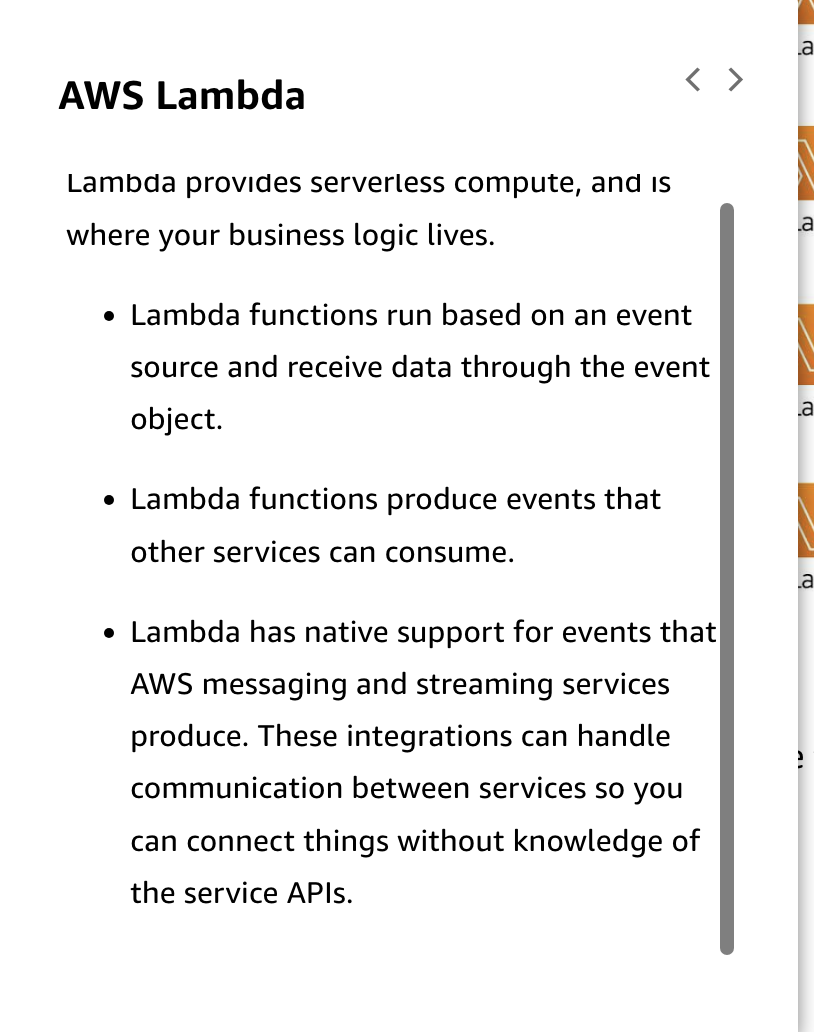 AWS Lambda
Lambda provides serverless compute, and is
where your business logic lives.
• Lambda functions run based on an event
source and receive data through the event
object.
• Lambda functions produce events that
other services can consume.
• Lambda has native support for events that
AWS messaging and streaming services
produce. These integrations can handle
communication between services so you
can connect things without knowledge of
the service APIs.